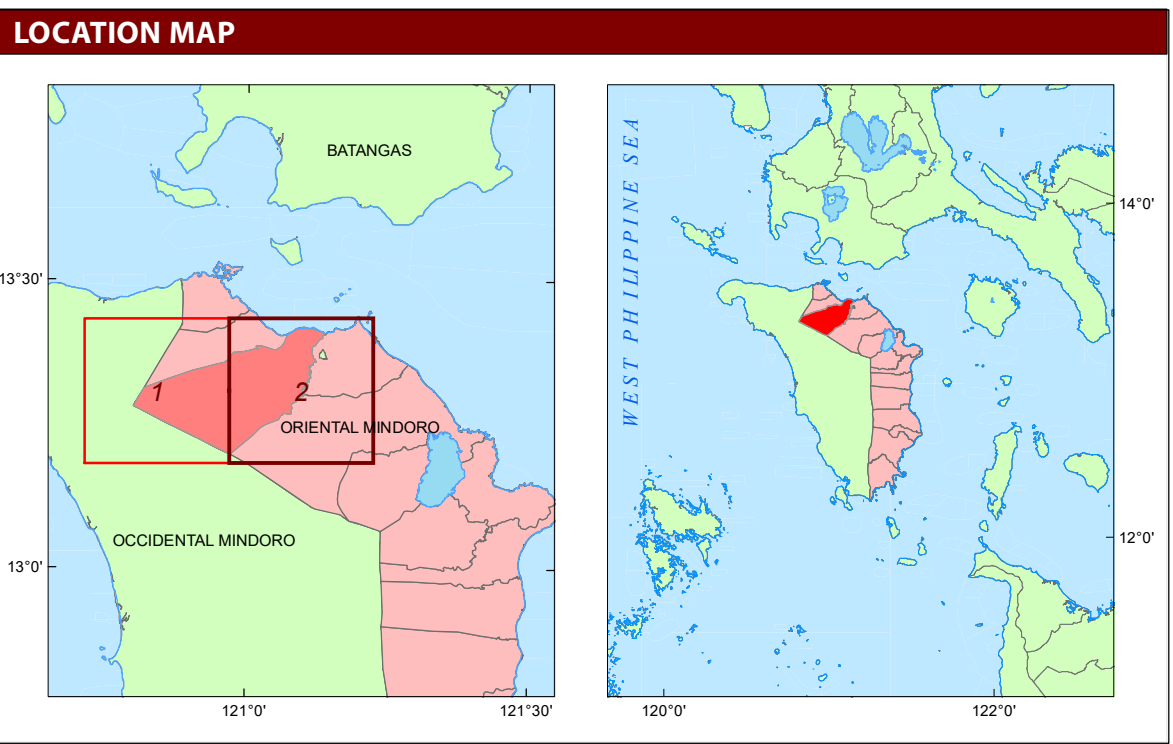 LOCATION MAP
BATANGAS
13°30'
1
2
ORIENTAL MINDORO
OCCIDENTAL MINDORO
13°0'
121°0'
121°30'
WEST PHILIPPINE SEA
14°0'
12°0'
120°0'
122°0'